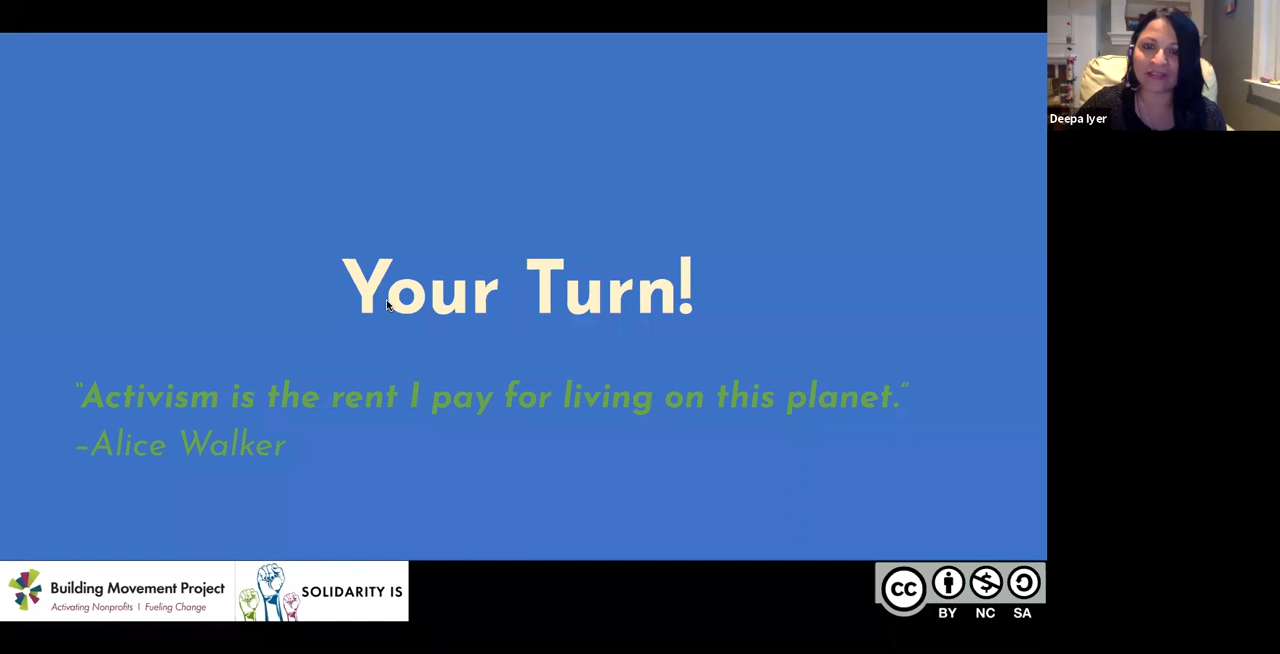 Deepa Iyer
Your Turn!
"Activism is the rent I pay for living on this planet."
–Alice Walker
Building Movement Project
Activating Nonprofits | Fueling Change
SOLIDARITY IS
CC
BY NC SA